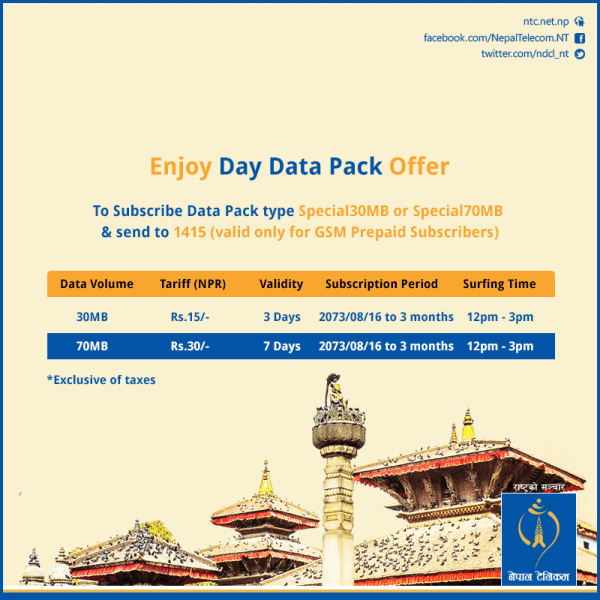 ntc.net.np
facebook.com/NepalTelecom.NT
twitter.com/ndcl_nt
Enjoy Day Data Pack Offer
To Subscribe Data Pack type Special30MB or Special70MB
& send to 1415 (valid only for GSM Prepaid Subscribers)
Data Volume Tariff (NPR) Validity Subscription Period Surfing Time
30MB Rs.15/- 3 Days 2073/08/16 to 3 months 12pm - 3pm
70MB Rs.30/- 7 Days 2073/08/16 to 3 months 12pm - 3pm
*Exclusive of taxes
राष्ट्रको सञ्चार
नेपाल टेलिकम